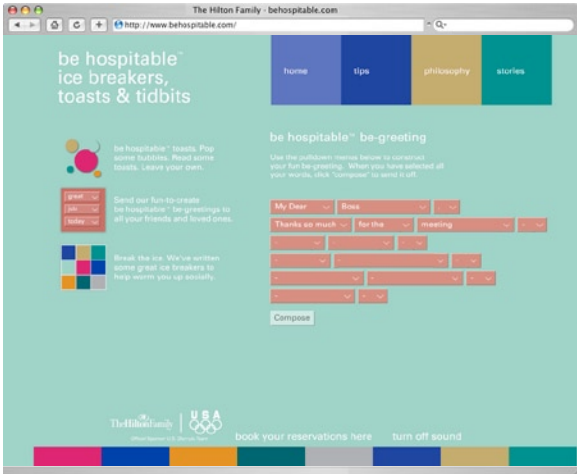 The Hilton Family - behospitable.com
http://www.behospitable.com/
be hospitable™
ice breakers,
toasts & tidbits
home
tips
philosophy
stories
be hospitable™ toasts. Pop
some bubbles. Read some
toasts. Leave your own.
great
join
today
Send our fun-to-create
be hospitable™ be-greetings to
all your friends and loved ones.
Break the ice. We've written
some great ice breakers to
help warm you up socially.
be hospitable™ be-greeting
Use the pulldown menus below to construct
your fun be-greeting. When you have selected all
your words, click "compose" to send it off.
My Dear Boss
Thanks so much for the meeting
Compose
The Hilton Family
USA
book your reservations here
turn off sound